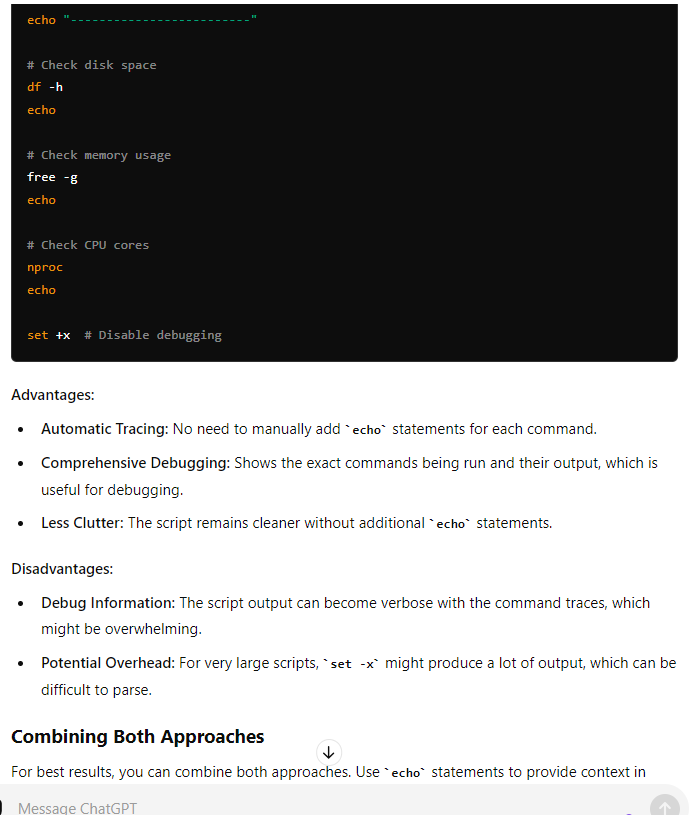 echo "-------------------------"
# Check disk space
df -h
echo
# Check memory usage
free -g
echo
# Check CPU cores
nproc
echo
set +x  # Disable debugging
Advantages:
• Automatic Tracing: No need to manually add `echo` statements for each command.
• Comprehensive Debugging: Shows the exact commands being run and their output, which is
useful for debugging.
• Less Clutter: The script remains cleaner without additional `echo` statements.
Disadvantages:
• Debug Information: The script output can become verbose with the command traces, which
might be overwhelming.
• Potential Overhead: For very large scripts, `set -x` might produce a lot of output, which can be
difficult to parse.
Combining Both Approaches
For best results, you can combine both approaches. Use `echo` statements to provide context in
Message ChatGPT